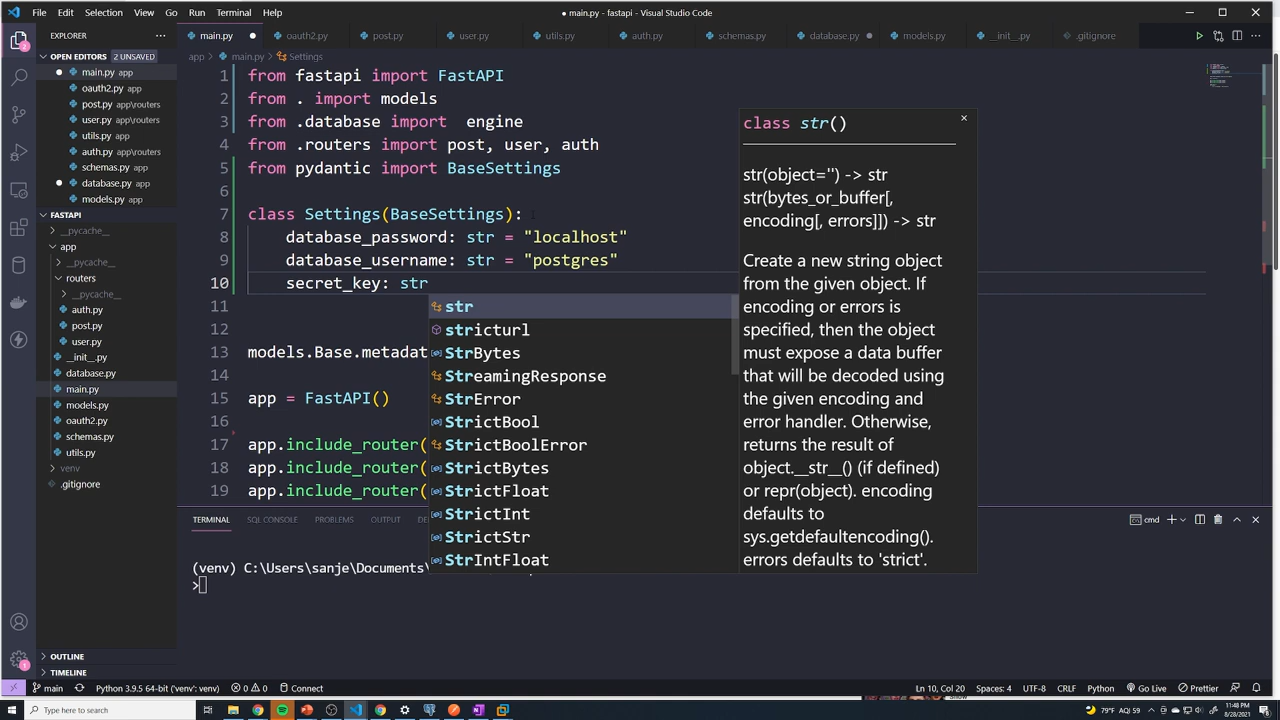 File Edit Selection View Go Run Terminal Help
● main.py - fastapi - Visual Studio Code
EXPLORER ...
main.py oauth2.py post.py user.py utils.py auth.py schemas.py database.py models.py __init__.py .gitignore
OPEN EDITORS 2 UNSAVED
main.py app
oauth2.py app
post.py app\routers
user.py app\routers
utils.py app
auth.py app\routers
schemas.py app
database.py app
models.py app
FASTAPI
__pycache__
app
__pycache__
routers
__pycache__
auth.py
post.py
user.py
__init__.py
database.py
main.py
models.py
oauth2.py
schemas.py
utils.py
venv
.gitignore
OUTLINE
TIMELINE
app > main.py > Settings
1 from fastapi import FastAPI
2 from . import models
3 from .database import  engine
4 from .routers import post, user, auth
5 from pydantic import BaseSettings
6
7 class Settings(BaseSettings):
8 database_password: str = "localhost"
9 database_username: str = "postgres"
10 secret_key: str
11
12
13 models.Base.metadat
14
15 app = FastAPI()
16
17 app.include_router(
18 app.include_router(
19 app.include_router(
str
stricturl
StrBytes
StreamingResponse
StrError
StrictBool
StrictBoolError
StrictBytes
StrictFloat
StrictInt
StrictStr
StrIntFloat
class str()
str(object='') -> str
str(bytes_or_buffer[,
encoding[, errors]]) -> str
Create a new string object
from the given object. If
encoding or errors is
specified, then the object
must expose a data buffer
that will be decoded using
the given encoding and
error handler. Otherwise,
returns the result of
object.__str__() (if defined)
or repr(object). encoding
defaults to
sys.getdefaultencoding().
errors defaults to 'strict'.
TERMINAL SQL CONSOLE PROBLEMS OUTPUT
cmd
(venv) C:\Users\sanje\Documents\
>
main Python 3.9.5 64-bit ('venv': venv) 0 0 Connect
Ln 10, Col 20 Spaces: 4 UTF-8 CRLF Python Go Live Prettier
Type here to search
79°F AQI 59
11:48 PM
8/28/2021